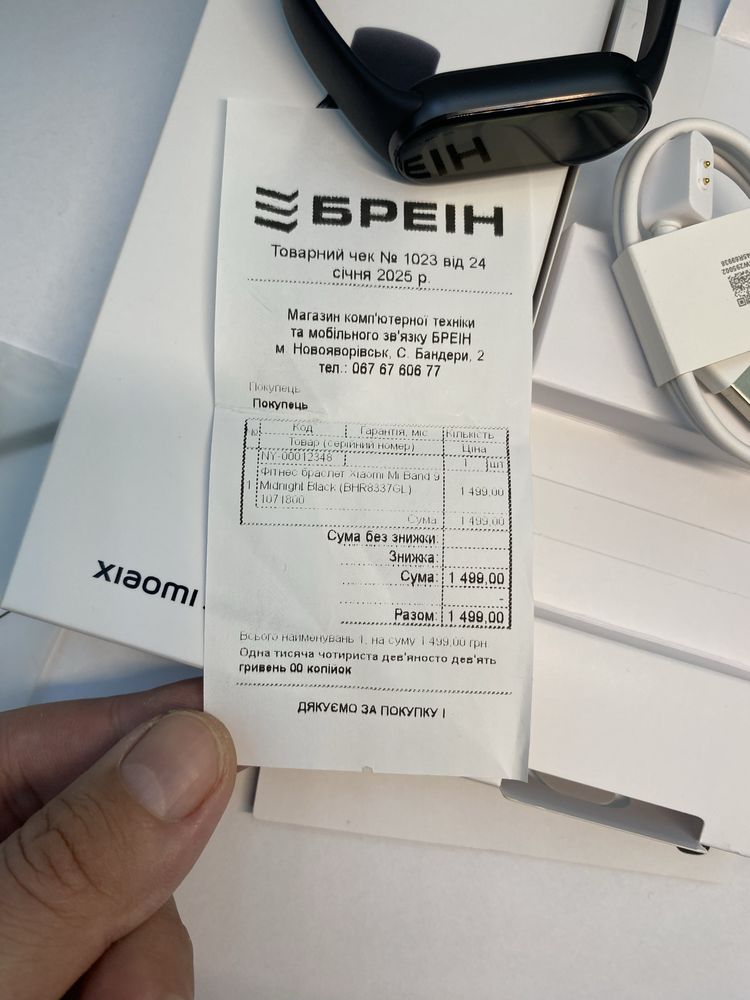 БРЕІН
Товарний чек № 1023 від 24
січня 2025 р.
Магазин комп'ютерної техніки
та мобільного зв'язку БРЕІН
м. Новояворівськ, С. Бандери, 2
тел.: 067 67 606 77
Покупець
Покупець
№ Код Гарантія, міс Кількість
Товар (серійний номер) Ціна
NY-00012348 1 шт
1 Фітнес браслет Xiaomi Mi Band 9
Midnight Black (BHR8337GL) 1 499,00
1071800
Сума 1 499,00
Сума без знижки:
Знижка:
Сума: 1 499,00
-
Разом: 1 499,00
Всього найменувань 1, на суму 1 499,00 грн.
Одна тисяча чотириста дев'яносто дев'ять
гривень 00 копійок
ДЯКУЄМО ЗА ПОКУПКУ !
xiaomi
ЕІН